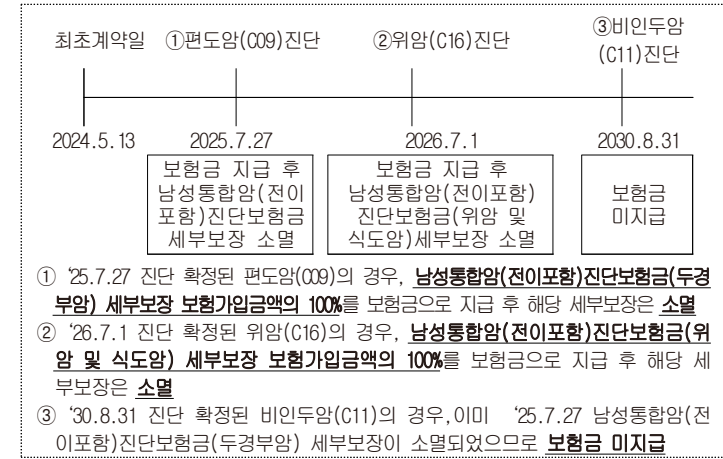 최초계약일 ①편도암(C09)진단 ②위암(C16)진단 ③비인두암
(C11)진단
2024.5.13 2025.7.27 2026.7.1 2030.8.31
보험금 지급 후
남성통합암(전이
포함)진단보험금
세부보장 소멸
보험금 지급 후
남성통합암(전이포함)
진단보험금(위암 및
식도암)세부보장 소멸
보험금
미지급
① '25.7.27 진단 확정된 편도암(C09)의 경우, 남성통합암(전이포함)진단보험금(두경
부암) 세부보장 보험가입금액의 100%를 보험금으로 지급 후 해당 세부보장은 소멸
② '26.7.1 진단 확정된 위암(C16)의 경우, 남성통합암(전이포함)진단보험금(위
암 및 식도암) 세부보장 보험가입금액의 100%를 보험금으로 지급 후 해당 세
부보장은 소멸
③ '30.8.31 진단 확정된 비인두암(C11)의 경우,이미 '25.7.27 남성통합암(전
이포함)진단보험금(두경부암) 세부보장이 소멸되었으므로 보험금 미지급